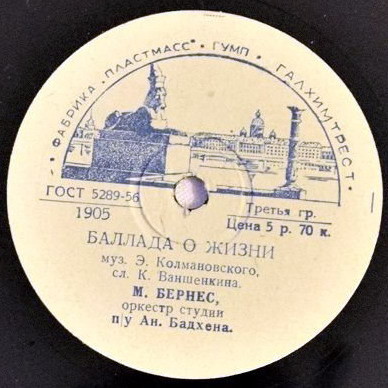 • ФАБРИКА „ПЛАСТМАСС" • ГУМП • ГАЛХИМТРЕСТ •
ГОСТ 5289-56
1905
Третья гр.
Цена 5 р. 70 к.
БАЛЛАДА О ЖИЗНИ
муз. Э. Колмановского,
сл. К. Ваншенкина.
М. БЕРНЕС,
оркестр студии
п/у Ан. Бадхена.